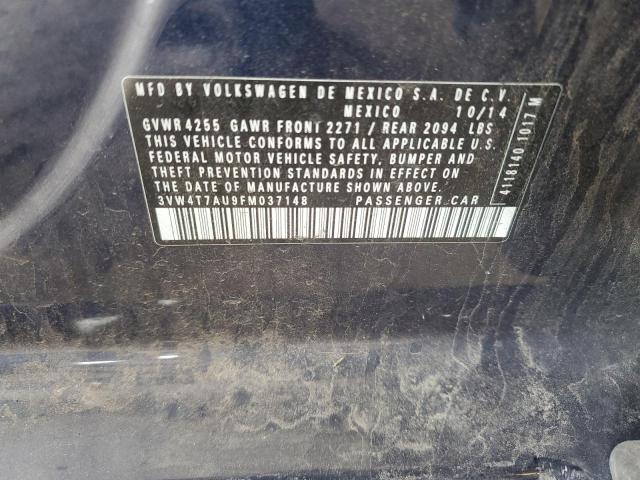 MFD BY VOLKSWAGEN DE MEXICO S.A. DE C.V.
MEXICO 10/14
GVWR 4255 GAWR FRONT 2271 / REAR 2094 LBS
THIS VEHICLE CONFORMS TO ALL APPLICABLE U.S.
FEDERAL MOTOR VEHICLE SAFETY, BUMPER AND
THEFT PREVENTION STANDARDS IN EFFECT ON
THE DATE OF MANUFACTURE SHOWN ABOVE.
3VW4T7AU9FM037148 PASSENGER CAR
4118140 1017 M